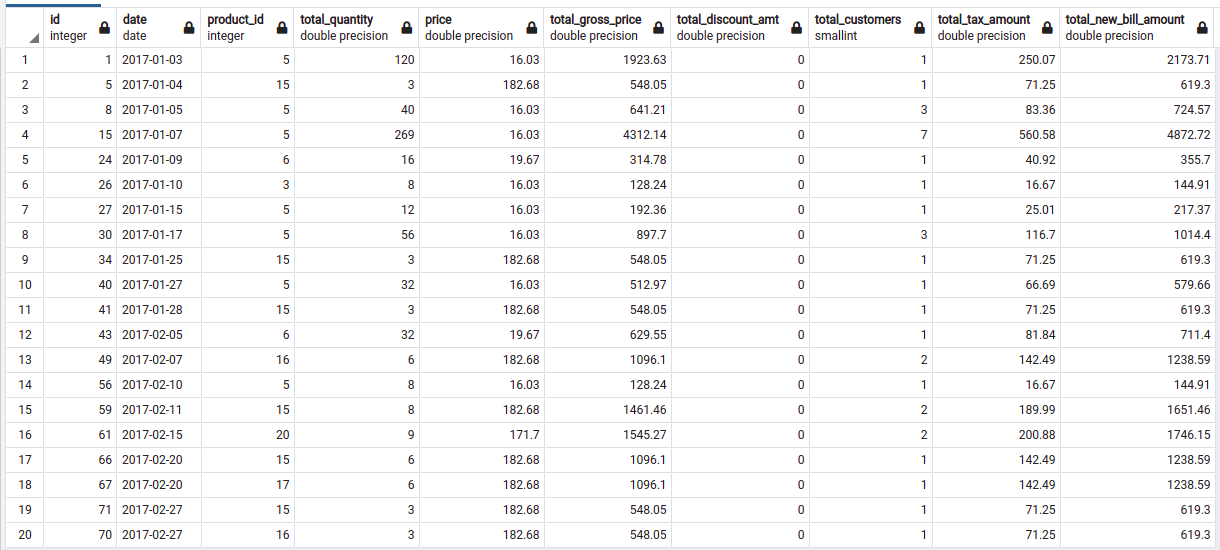 id date product_id total_quantity price total_gross_price total_discount_amt total_customers total_tax_amount total_new_bill_amount
integer date integer double precision double precision double precision double precision smallint double precision double precision
1 1 2017-01-03 5 120 16.03 1923.63 0 1 250.07 2173.71
2 5 2017-01-04 15 3 182.68 548.05 0 1 71.25 619.3
3 8 2017-01-05 5 40 16.03 641.21 0 3 83.36 724.57
4 15 2017-01-07 5 269 16.03 4312.14 0 7 560.58 4872.72
5 24 2017-01-09 6 16 19.67 314.78 0 1 40.92 355.7
6 26 2017-01-10 3 8 16.03 128.24 0 1 16.67 144.91
7 27 2017-01-15 5 12 16.03 192.36 0 1 25.01 217.37
8 30 2017-01-17 5 56 16.03 897.7 0 3 116.7 1014.4
9 34 2017-01-25 15 3 182.68 548.05 0 1 71.25 619.3
10 40 2017-01-27 5 32 16.03 512.97 0 1 66.69 579.66
11 41 2017-01-28 15 3 182.68 548.05 0 1 71.25 619.3
12 43 2017-02-05 6 32 19.67 629.55 0 1 81.84 711.4
13 49 2017-02-07 16 6 182.68 1096.1 0 2 142.49 1238.59
14 56 2017-02-10 5 8 16.03 128.24 0 1 16.67 144.91
15 59 2017-02-11 15 8 182.68 1461.46 0 2 189.99 1651.46
16 61 2017-02-15 20 9 171.7 1545.27 0 2 200.88 1746.15
17 66 2017-02-20 15 6 182.68 1096.1 0 1 142.49 1238.59
18 67 2017-02-20 17 6 182.68 1096.1 0 1 142.49 1238.59
19 71 2017-02-27 15 3 182.68 548.05 0 1 71.25 619.3
20 70 2017-02-27 16 3 182.68 548.05 0 1 71.25 619.3